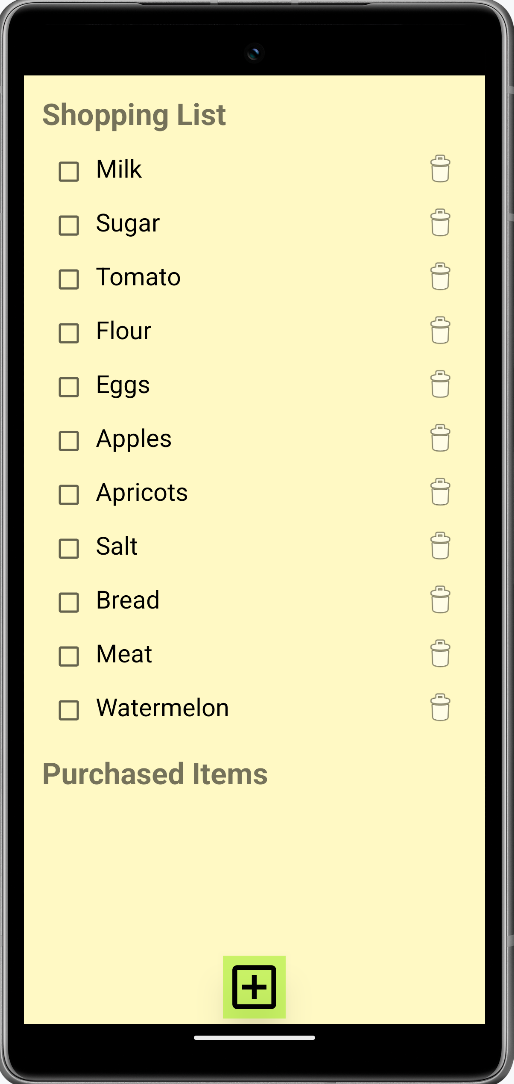 Shopping List
Milk
Sugar
Tomato
Flour
Eggs
Apples
Apricots
Salt
Bread
Meat
Watermelon
Purchased Items